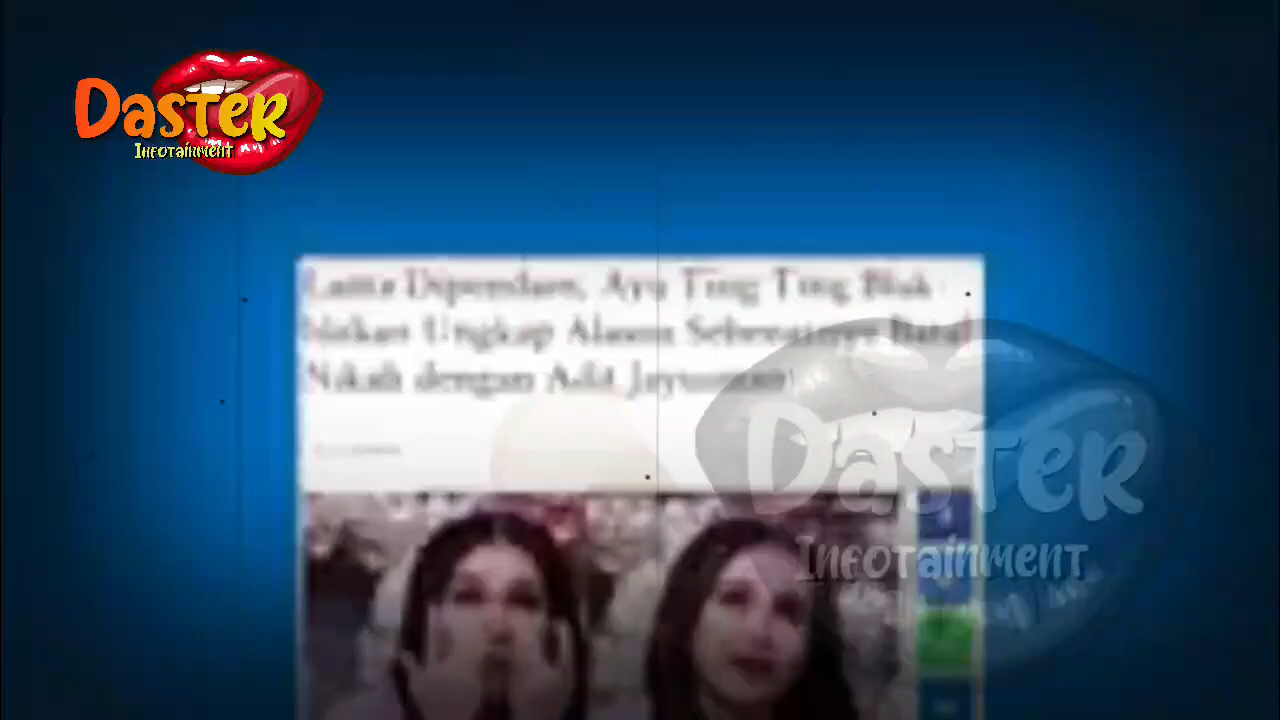 DASTER
INFOTAINMENT
Lama Dipendam, Ayu Ting Ting Blak-
blakan Ungkap Alasan Sebenarnya Batal
Nikah dengan Adit Jayusman
DASTER
INFOTAINMENT